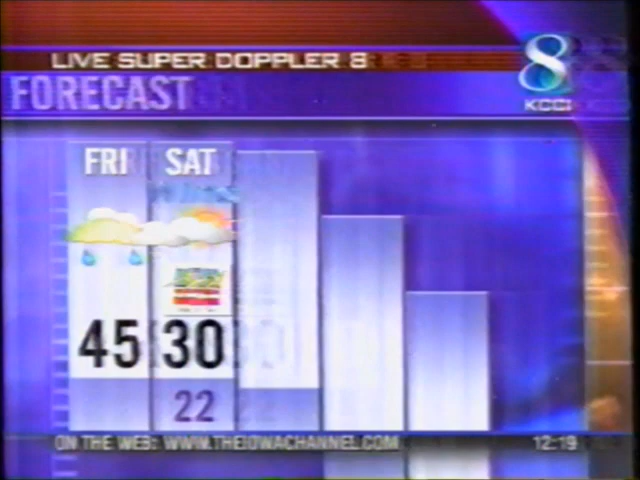 LIVE SUPER DOPPLER 8
FORECAST
8
KCCI
FRI SAT
45 30
22
ON THE WEB: WWW.THEIOWACHANNEL.COM 12:19